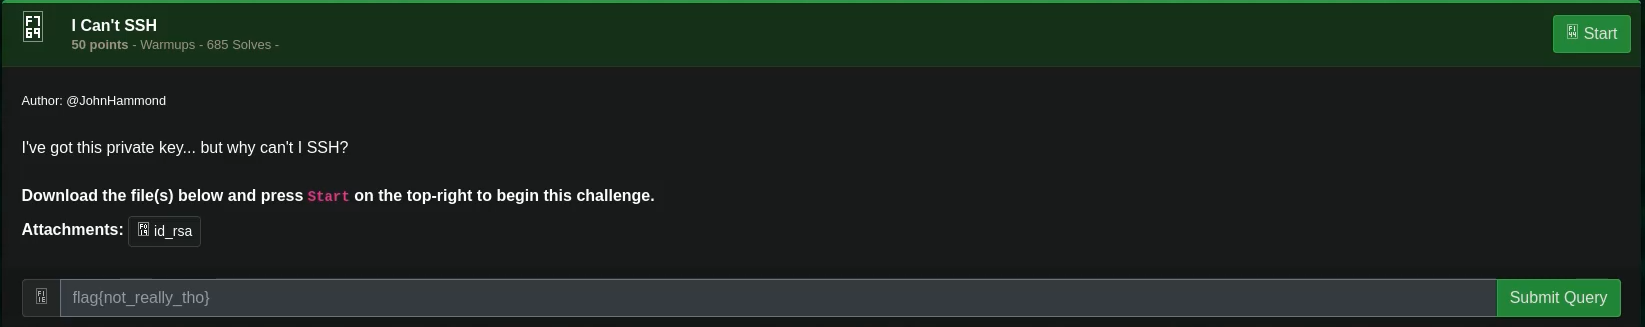 I Can't SSH
50 points - Warmups - 685 Solves -
Start
Author: @JohnHammond
I've got this private key... but why can't I SSH?
Download the file(s) below and press Start on the top-right to begin this challenge.
Attachments: id_rsa
flag{not_really_tho}
Submit Query